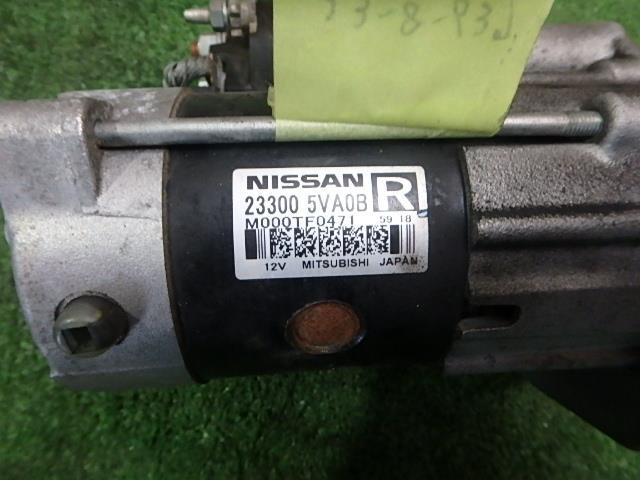 NISSAN R
23300 5VA0B
M000TF0471 59 18
12V MITSUBISHI JAPAN